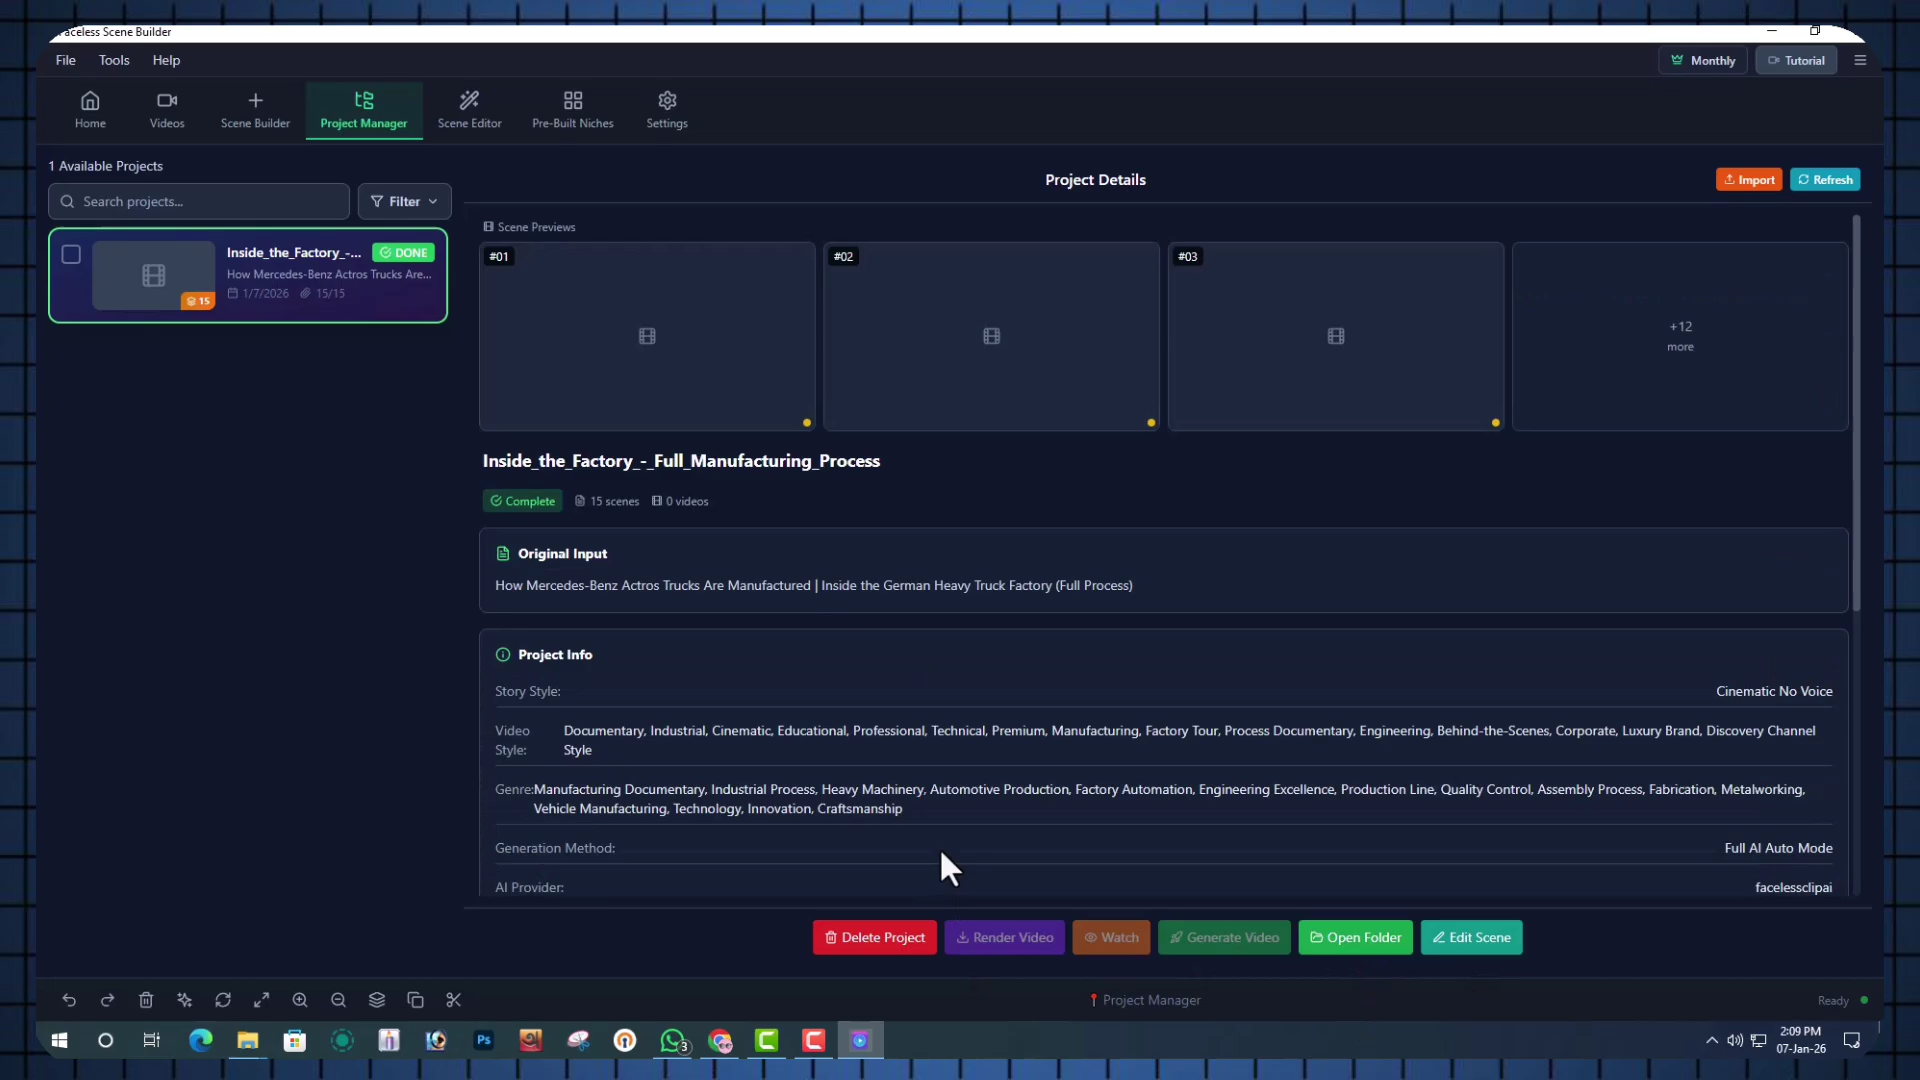 Faceless Scene Builder
File Tools Help
Monthly Tutorial
Home Videos Scene Builder Project Manager Scene Editor Pre-Built Niches Settings
1 Available Projects
Search projects...
Filter
Inside_the_Factory_-... DONE
How Mercedes-Benz Actros Trucks Are...
15 1/7/2026 15/15
Project Details
Import Refresh
Scene Previews
#01 #02 #03
+12
more
Inside_the_Factory_-_Full_Manufacturing_Process
Complete 15 scenes 0 videos
Original Input
How Mercedes-Benz Actros Trucks Are Manufactured | Inside the German Heavy Truck Factory (Full Process)
Project Info
Story Style: Cinematic No Voice
Video Style: Documentary, Industrial, Cinematic, Educational, Professional, Technical, Premium, Manufacturing, Factory Tour, Process Documentary, Engineering, Behind-the-Scenes, Corporate, Luxury Brand, Discovery Channel
Style
Genre: Manufacturing Documentary, Industrial Process, Heavy Machinery, Automotive Production, Factory Automation, Engineering Excellence, Production Line, Quality Control, Assembly Process, Fabrication, Metalworking,
Vehicle Manufacturing, Technology, Innovation, Craftsmanship
Generation Method: Full AI Auto Mode
AI Provider: facelessclipai
Delete Project Render Video Watch Generate Video Open Folder Edit Scene
Project Manager
Ready
Ps
3
2:09 PM
07-Jan-26